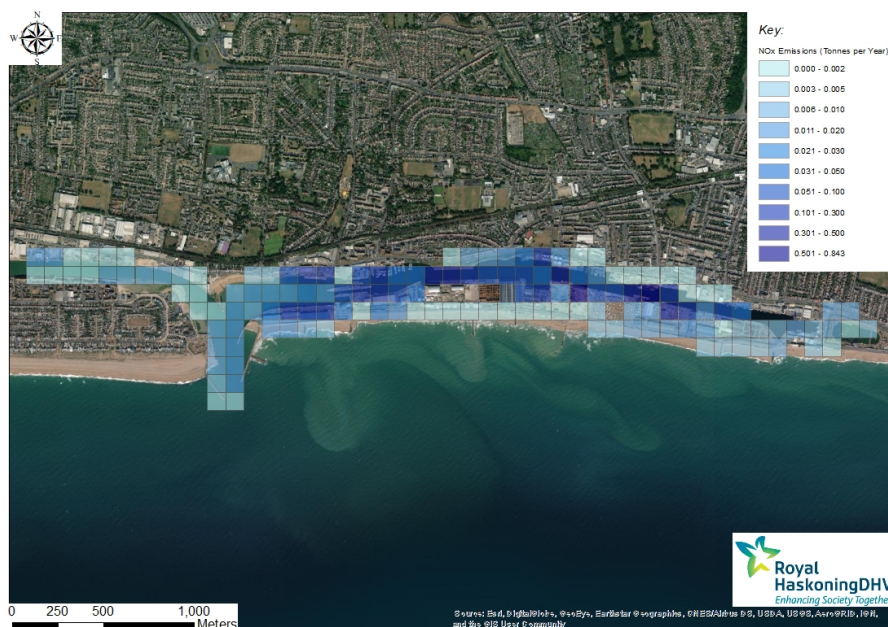 N
W
S
Key:
NOx Emissions (Tonnes per Year)
0.000 - 0.002
0.003 - 0.005
0.006 - 0.010
0.011 - 0.020
0.021 - 0.030
0.031 - 0.050
0.051 - 0.100
0.101 - 0.300
0.301 - 0.500
0.501 - 0.843
Royal
HaskoningDHV
Enhancing Society Together
0 250 500 1,000
Meters
Source: Esri, DigitalGlobe, GeoEye, Earthstar Geographics, CNES/Airbus DS, USDA, USGS, AeroGRID, IGN,
and the GIS User Community